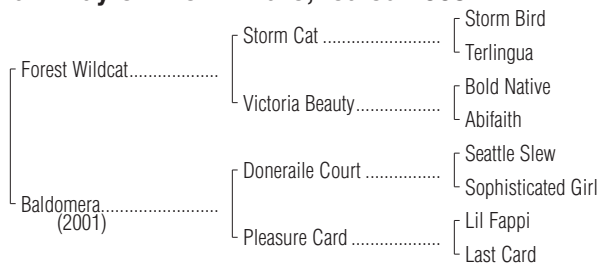 Storm Bird
Storm Cat
Terlingua
Forest Wildcat
Bold Native
Victoria Beauty
Abifaith
Seattle Slew
Doneraile Court
Sophisticated Girl
Baldomera
(2001)
Lil Fappi
Pleasure Card
Last Card